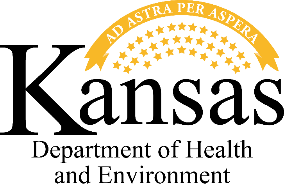 AD ASTRA PER ASPERA
Kansas
Department of Health
and Environment